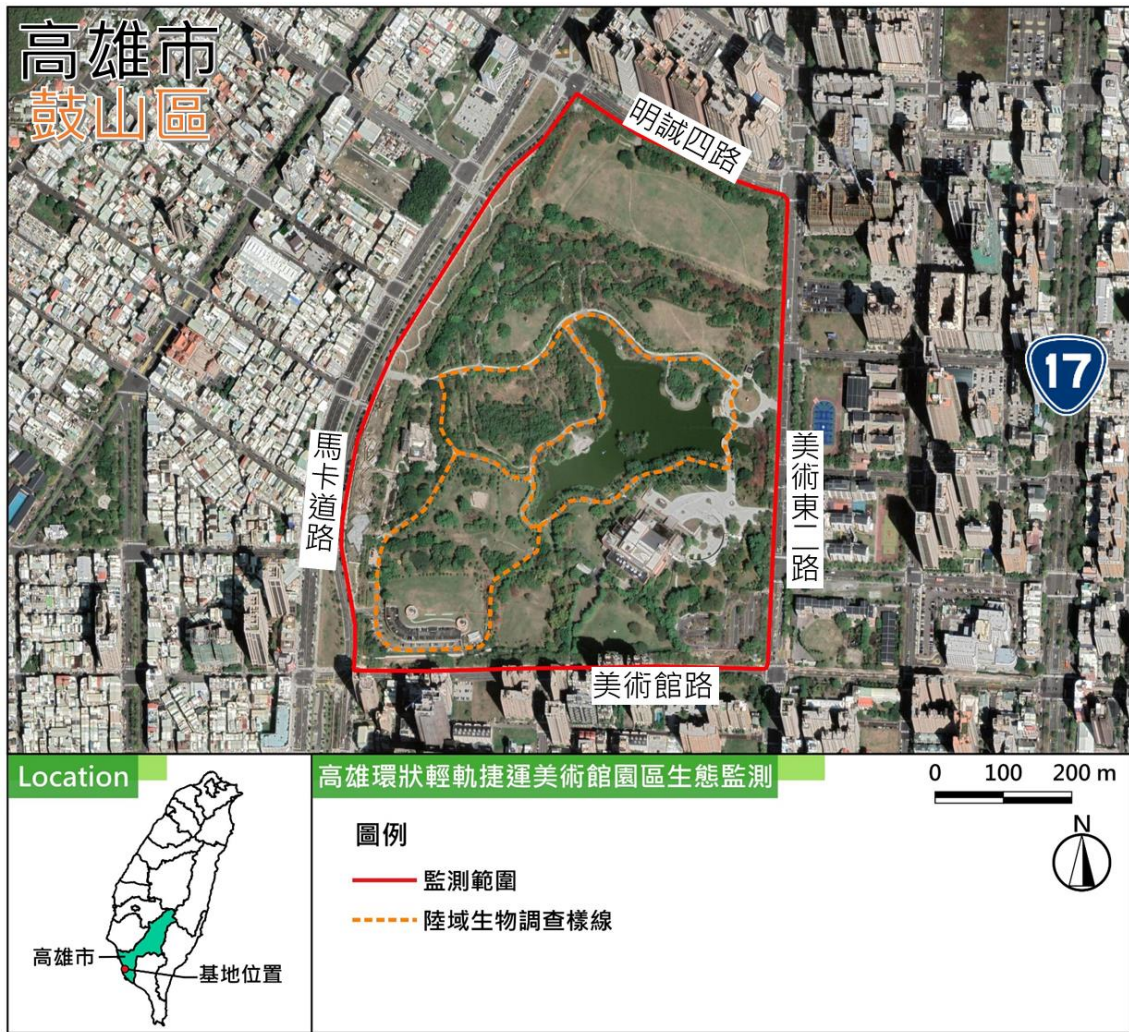 高雄市
鼓山區
明誠四路
17
馬卡道路
美術東二路
美術館路
Location
高雄環狀輕軌捷運美術館園區生態監測
0 100 200 m
圖例
N
監測範圍
陸域生物調查樣線
高雄市
基地位置